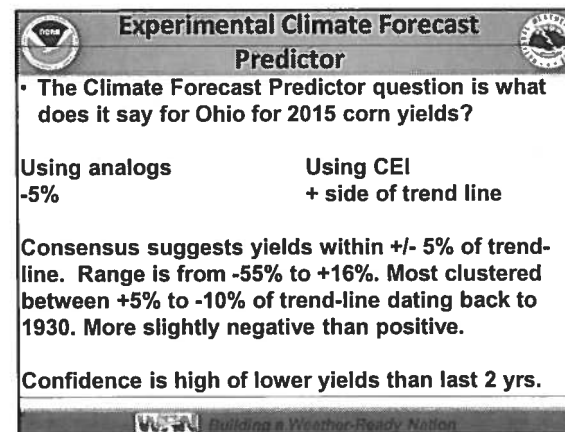 Experimental Climate Forecast
Predictor
• The Climate Forecast Predictor question is what
does it say for Ohio for 2015 corn yields?
Using analogs Using CEI
-5% + side of trend line
Consensus suggests yields within +/- 5% of trend-
line. Range is from -55% to +16%. Most clustered
between +5% to -10% of trend-line dating back to
1930. More slightly negative than positive.
Confidence is high of lower yields than last 2 yrs.
Building a Weather-Ready Nation